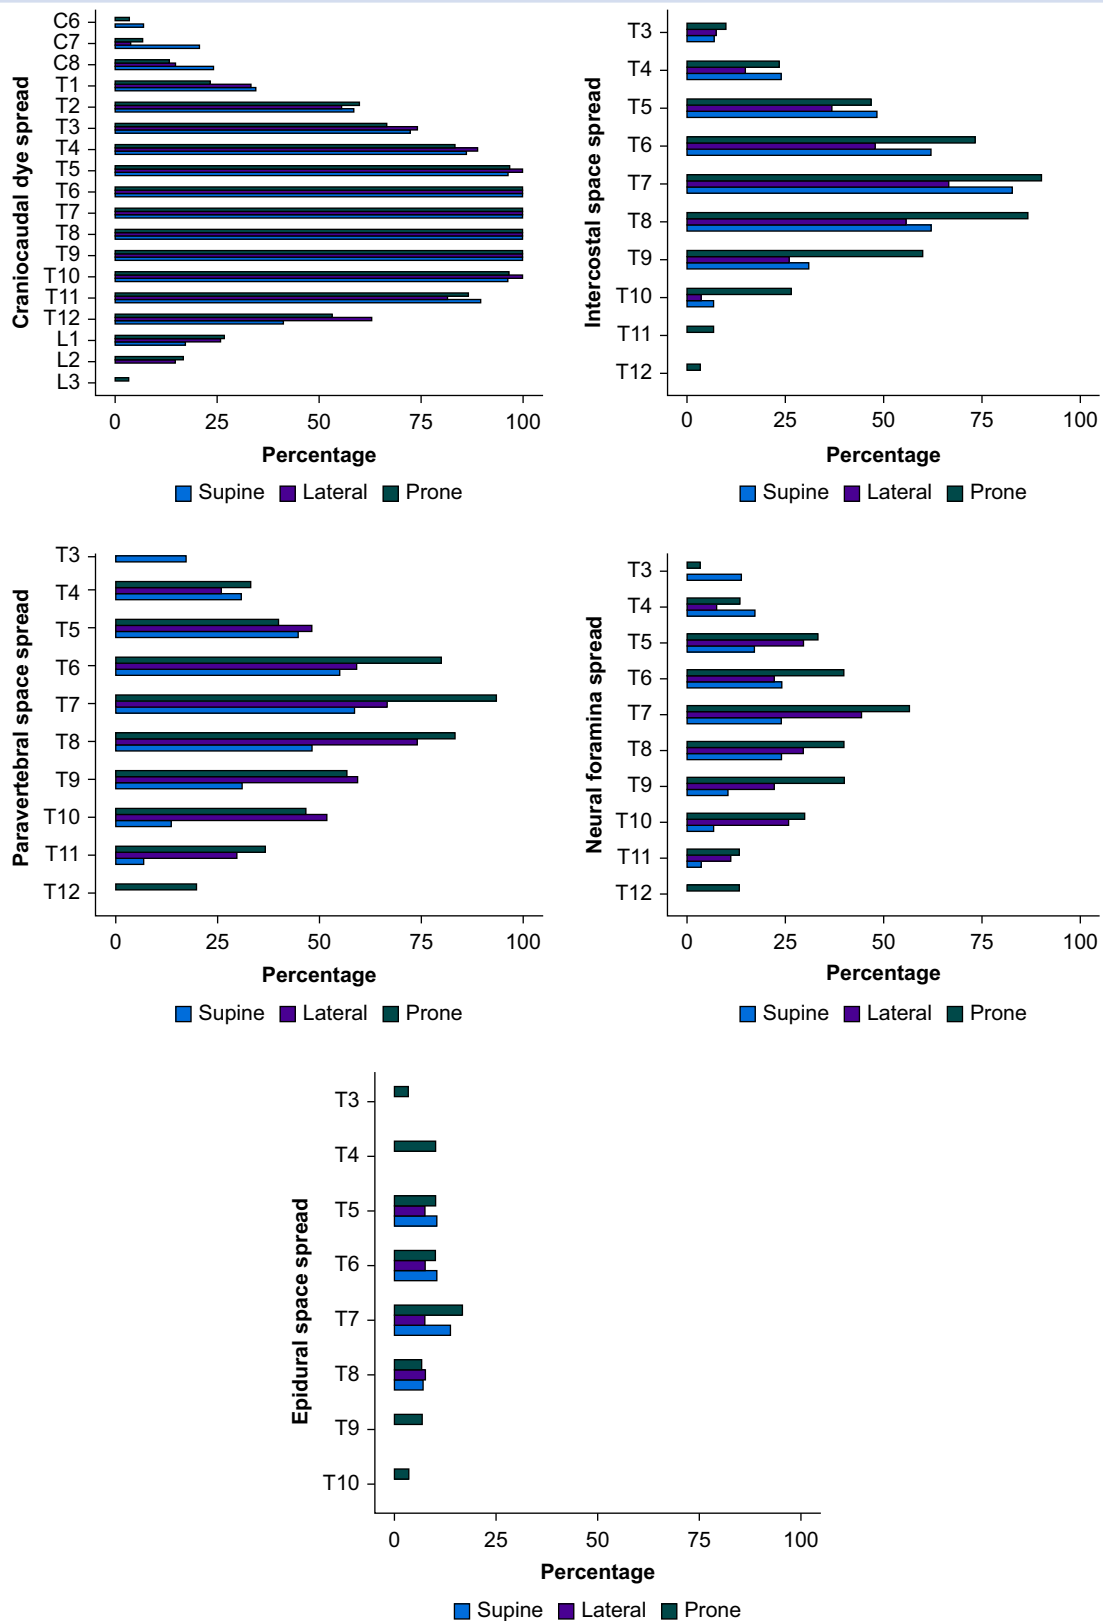 Craniocaudal dye spread
C6
C7
C8
T1
T2
T3
T4
T5
T6
T7
T8
T9
T10
T11
T12
L1
L2
L3
0 25 50 75 100
Percentage
Supine Lateral Prone
Intercostal space spread
T3
T4
T5
T6
T7
T8
T9
T10
T11
T12
0 25 50 75 100
Percentage
Supine Lateral Prone
Paravertebral space spread
T3
T4
T5
T6
T7
T8
T9
T10
T11
T12
0 25 50 75 100
Percentage
Supine Lateral Prone
Neural foramina spread
T3
T4
T5
T6
T7
T8
T9
T10
T11
T12
0 25 50 75 100
Percentage
Supine Lateral Prone
Epidural space spread
T3
T4
T5
T6
T7
T8
T9
T10
0 25 50 75 100
Percentage
Supine Lateral Prone